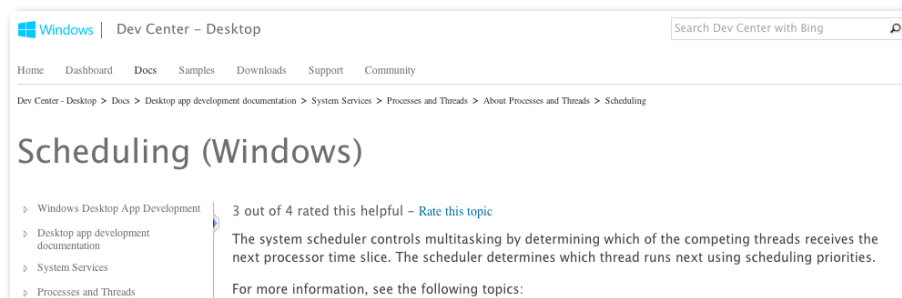 Windows | Dev Center – Desktop
Search Dev Center with Bing
Home Dashboard Docs Samples Downloads Support Community
Dev Center - Desktop > Docs > Desktop app development documentation > System Services > Processes and Threads > About Processes and Threads > Scheduling
Scheduling (Windows)
Windows Desktop App Development
Desktop app development
documentation
System Services
Processes and Threads
3 out of 4 rated this helpful – Rate this topic
The system scheduler controls multitasking by determining which of the competing threads receives the
next processor time slice. The scheduler determines which thread runs next using scheduling priorities.
For more information, see the following topics: